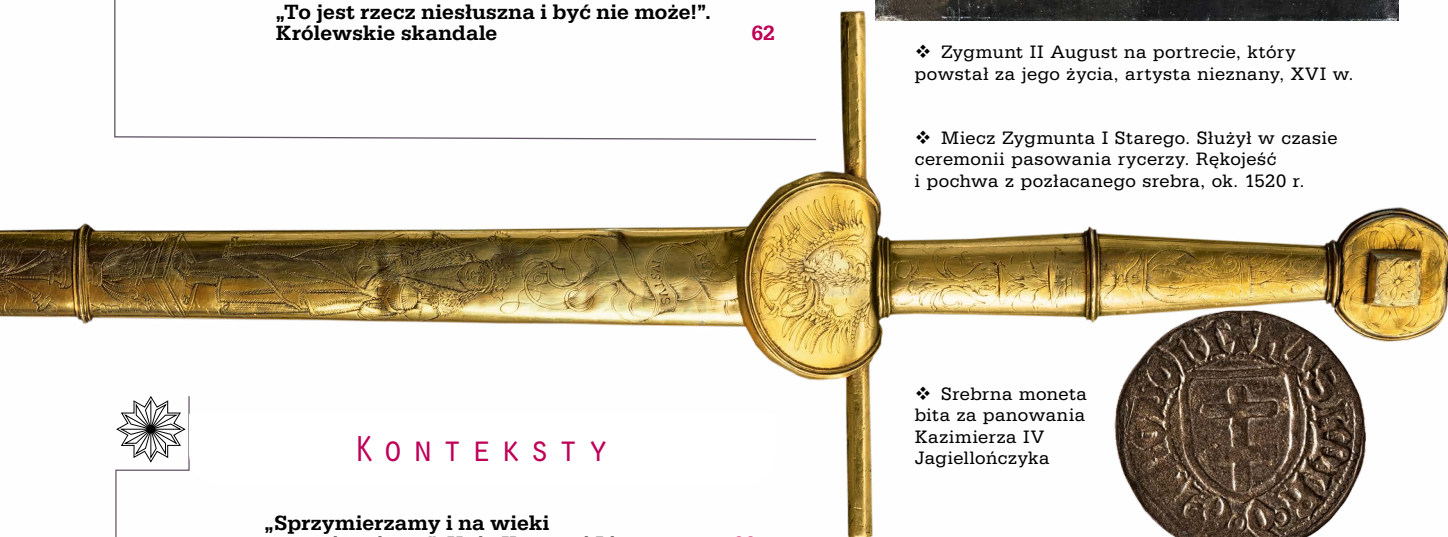 „To jest rzecz niesłuszna i być nie może!”.
Królewskie skandale 62
❖ Zygmunt II August na portrecie, który
powstał za jego życia, artysta nieznany, XVI w.
❖ Miecz Zygmunta I Starego. Służył w czasie
ceremonii pasowania rycerzy. Rękojeść
i pochwa z pozłacanego srebra, ok. 1520 r.
❖ Srebrna moneta
bita za panowania
Kazimierza IV
Jagiellończyka
Konteksty
„Sprzymierzamy i na wieki